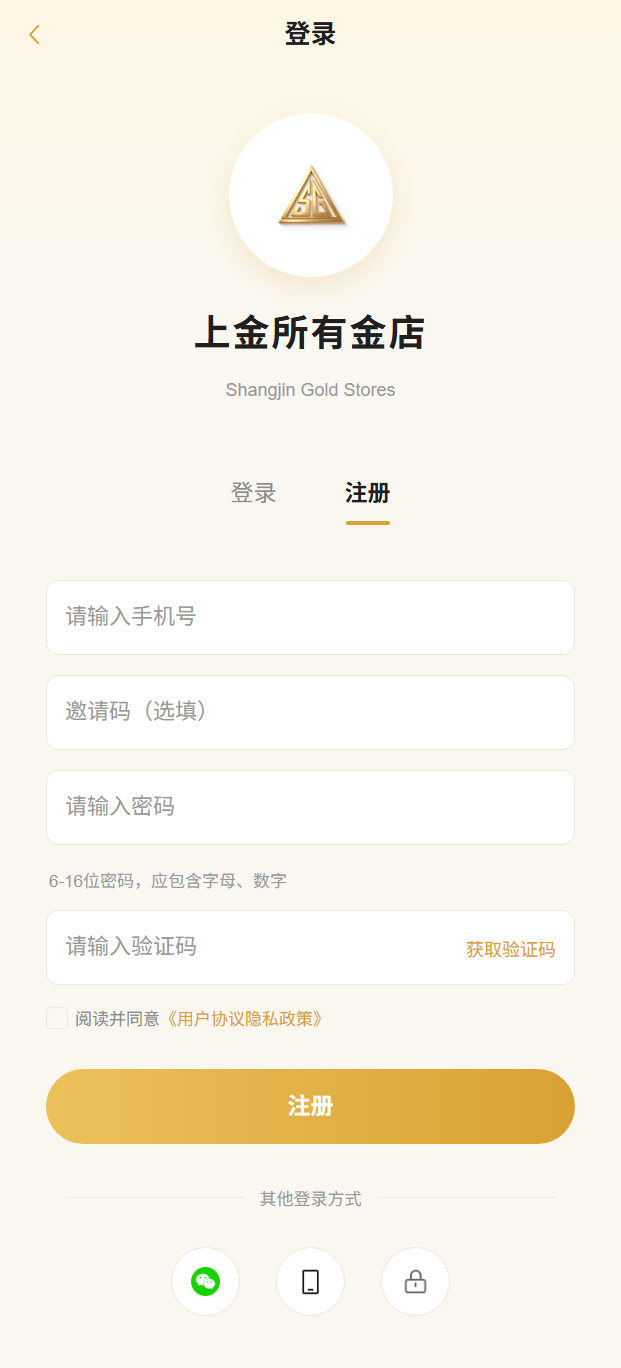 登录
上金所有金店
Shangjin Gold Stores
登录 注册
请输入手机号
邀请码（选填）
请输入密码
6-16位密码，应包含字母、数字
请输入验证码 获取验证码
阅读并同意《用户协议隐私政策》
注册
其他登录方式